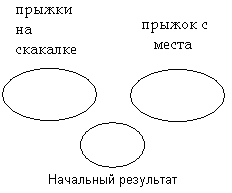 прыжки
на
скакалке
прыжок с
места
Начальный результат